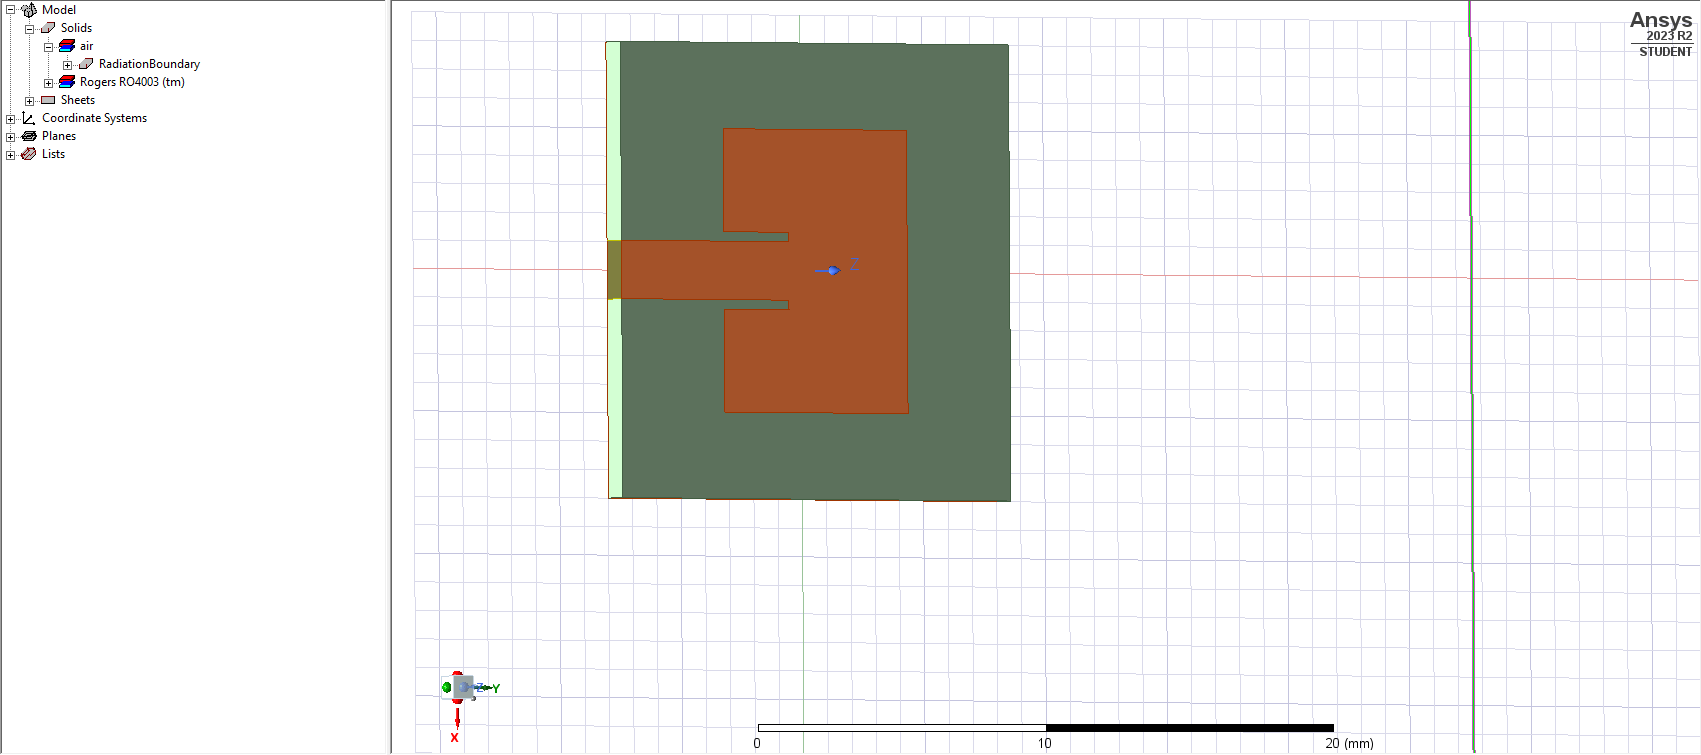 Model
Solids
air
RadiationBoundary
Rogers RO4003 (tm)
Sheets
Coordinate Systems
Planes
Lists
Ansys
2023 R2
STUDENT
Z
Y
X
0 10 20 (mm)